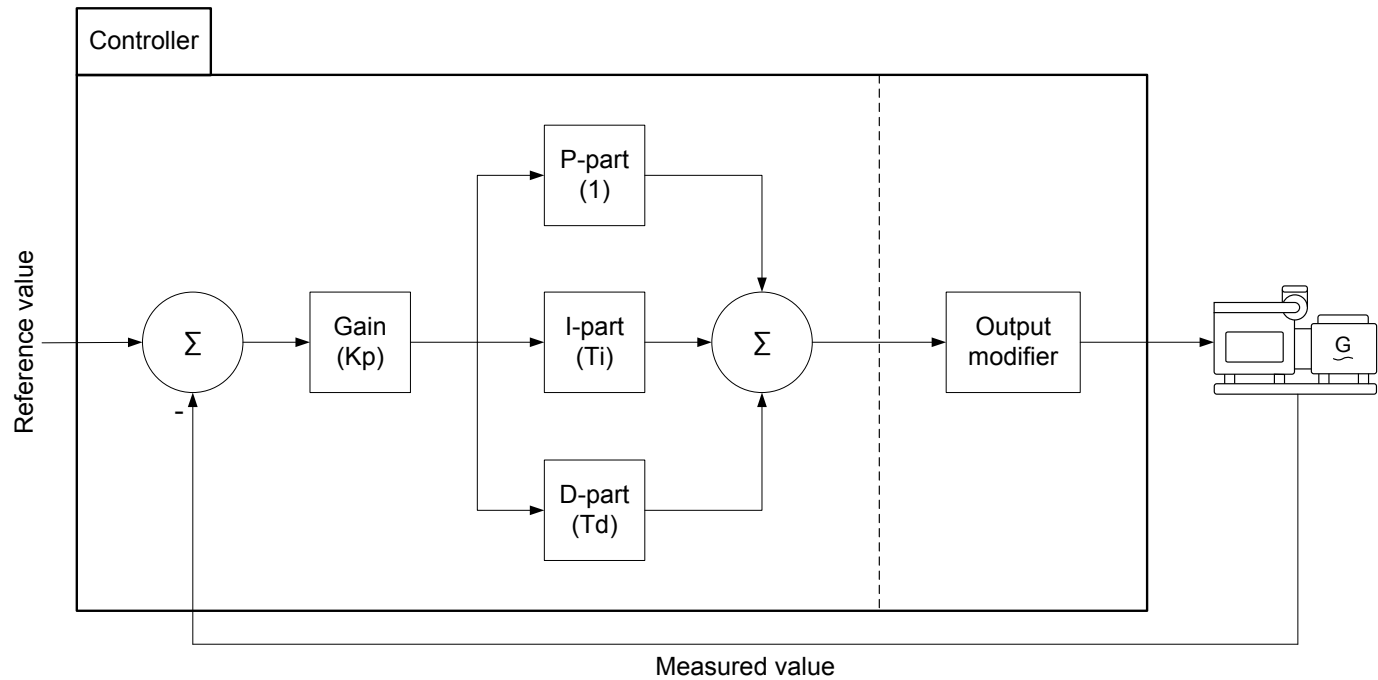 Controller
P-part
(1)
Reference value
Σ
Gain
(Kp)
I-part
(Ti)
Σ
Output
modifier
G
-
D-part
(Td)
Measured value